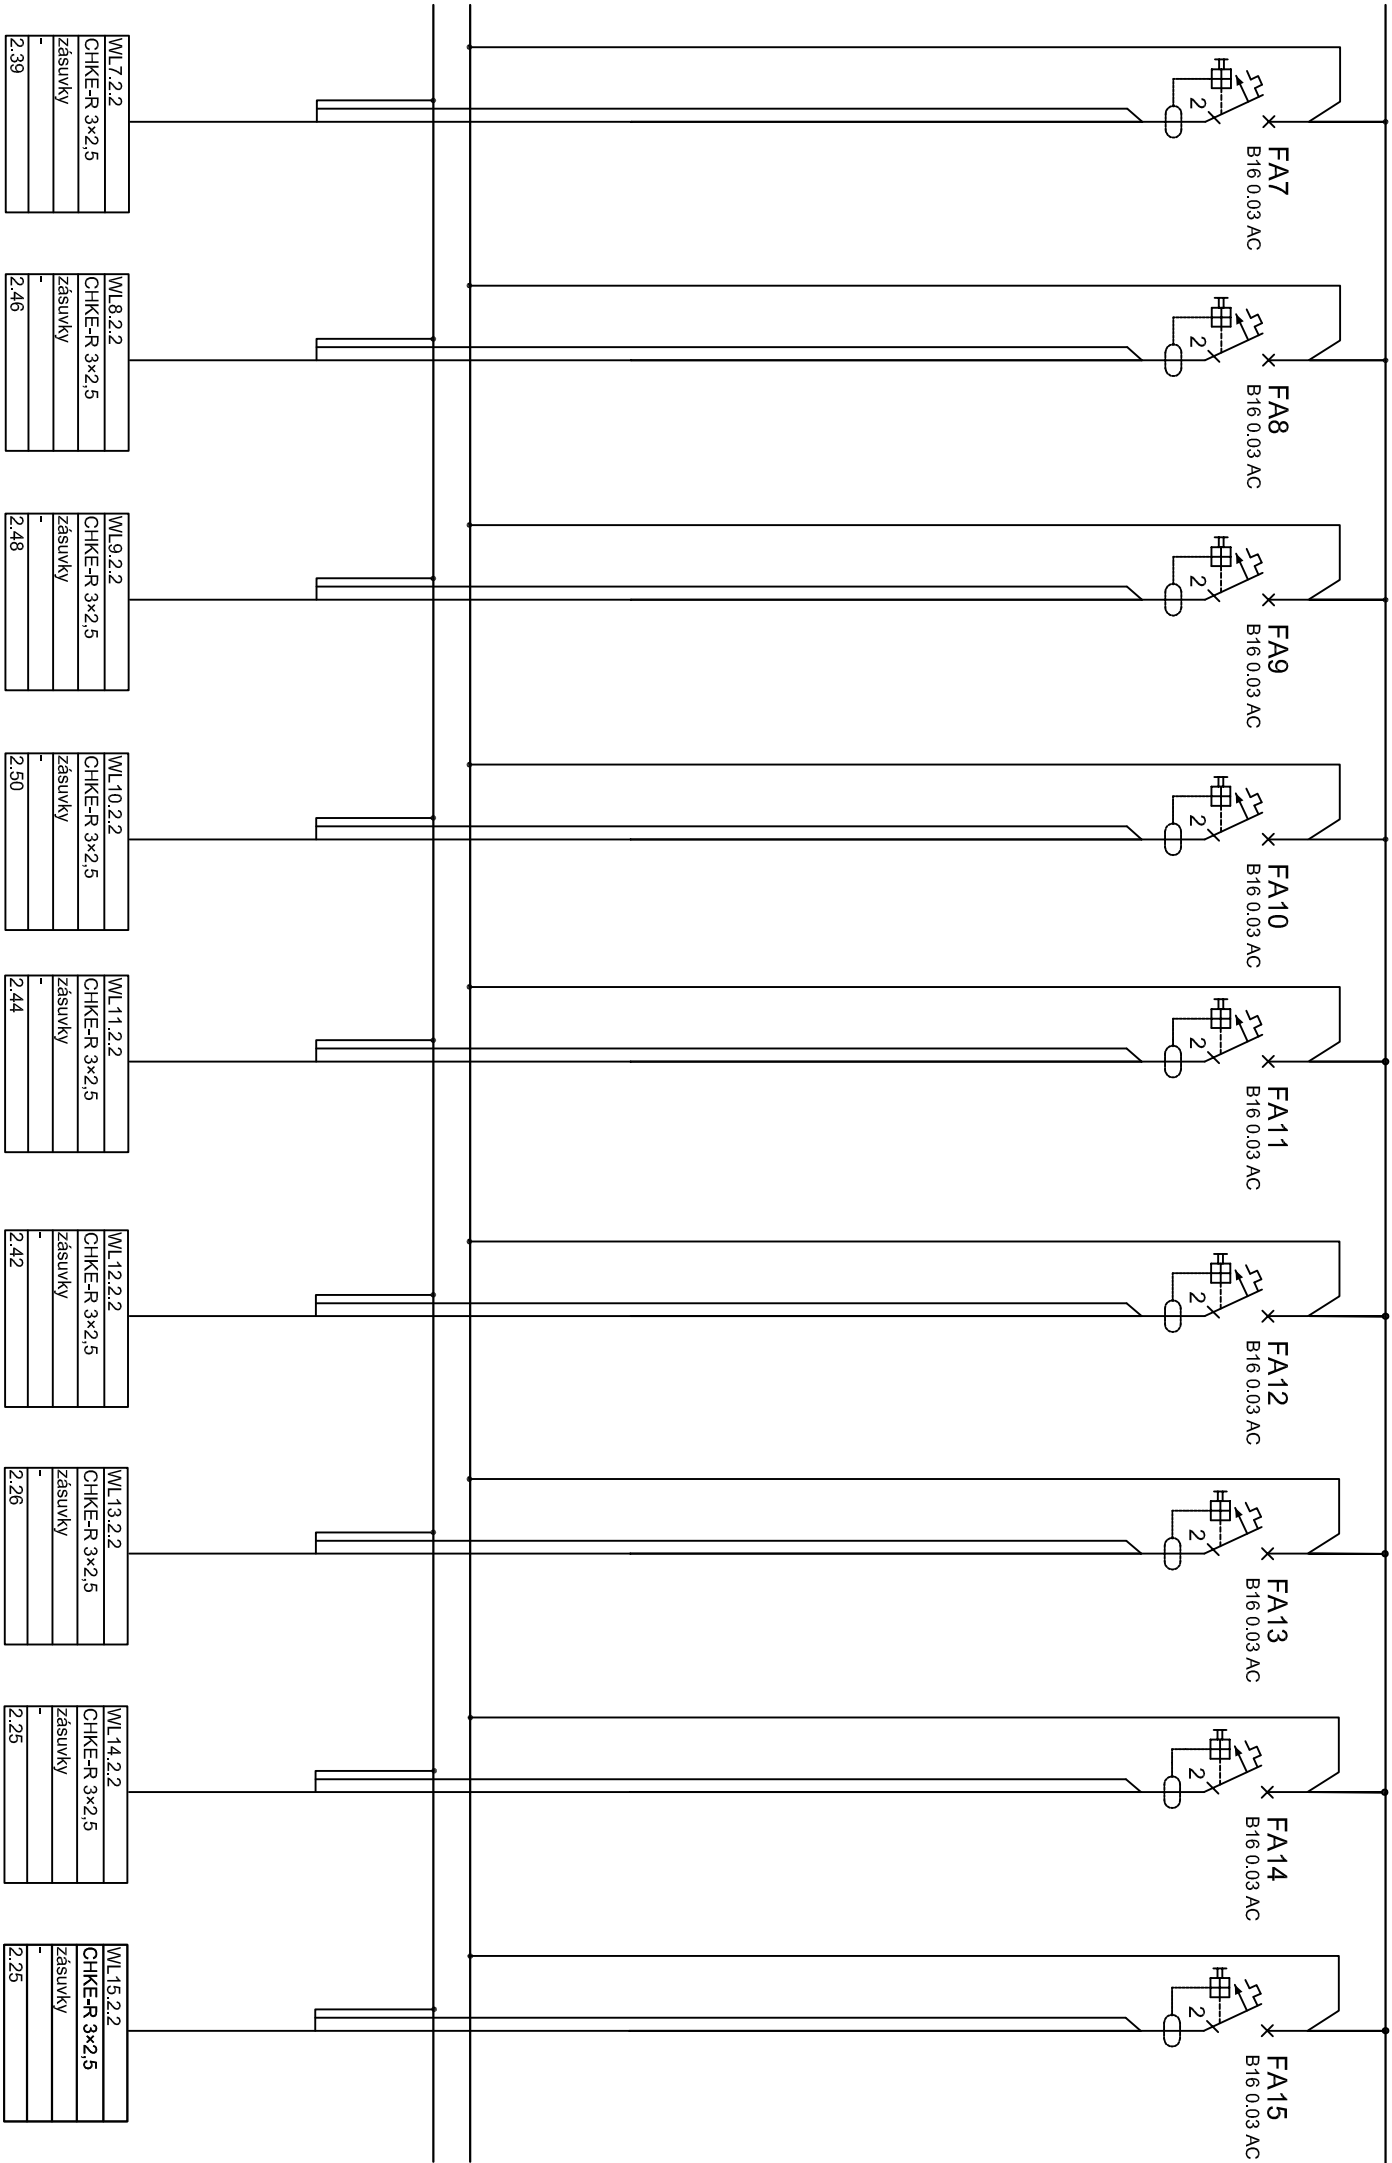 FA7
B16 0.03 AC
2
WL7.2.2
CHKE-R 3×2,5
zásuvky
-
2.39
FA8
B16 0.03 AC
2
WL8.2.2
CHKE-R 3×2,5
zásuvky
-
2.46
FA9
B16 0.03 AC
2
WL9.2.2
CHKE-R 3×2,5
zásuvky
-
2.48
FA10
B16 0.03 AC
2
WL10.2.2
CHKE-R 3×2,5
zásuvky
-
2.50
FA11
B16 0.03 AC
2
WL11.2.2
CHKE-R 3×2,5
zásuvky
-
2.44
FA12
B16 0.03 AC
2
WL12.2.2
CHKE-R 3×2,5
zásuvky
-
2.42
FA13
B16 0.03 AC
2
WL13.2.2
CHKE-R 3×2,5
zásuvky
-
2.26
FA14
B16 0.03 AC
2
WL14.2.2
CHKE-R 3×2,5
zásuvky
-
2.25
FA15
B16 0.03 AC
2
WL15.2.2
CHKE-R 3×2,5
zásuvky
-
2.25